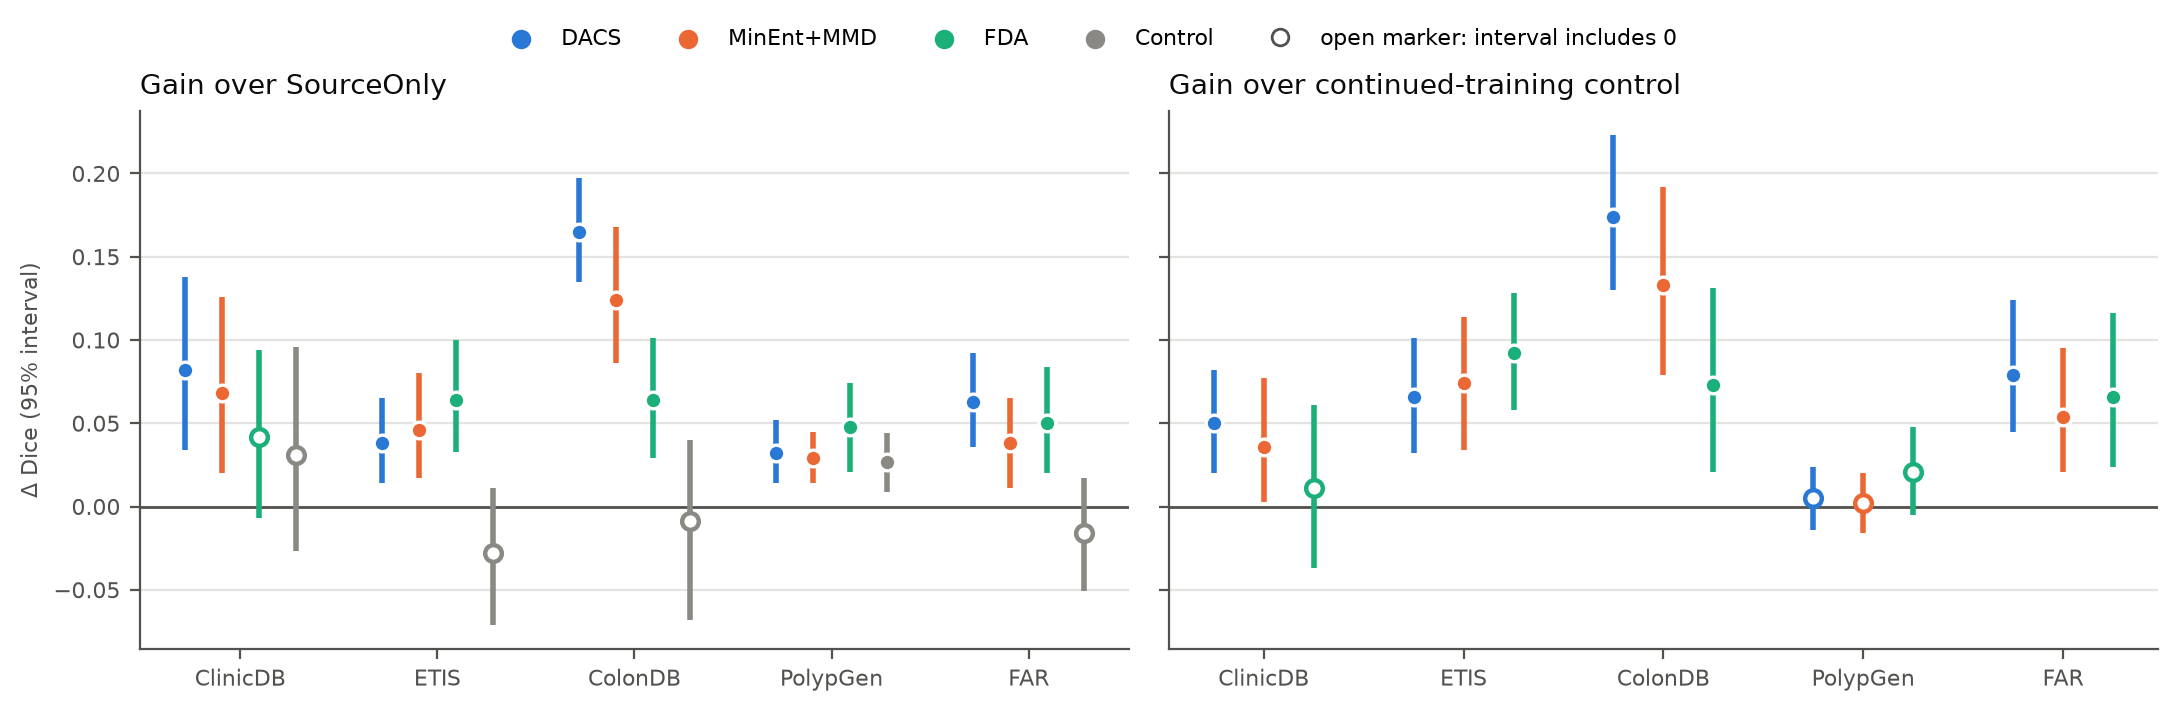 DACS MinEnt+MMD FDA Control open marker: interval includes 0
Gain over SourceOnly
Δ Dice (95% interval)
0.20
0.15
0.10
0.05
0.00
−0.05
ClinicDB ETIS ColonDB PolypGen FAR
Gain over continued-training control
ClinicDB ETIS ColonDB PolypGen FAR